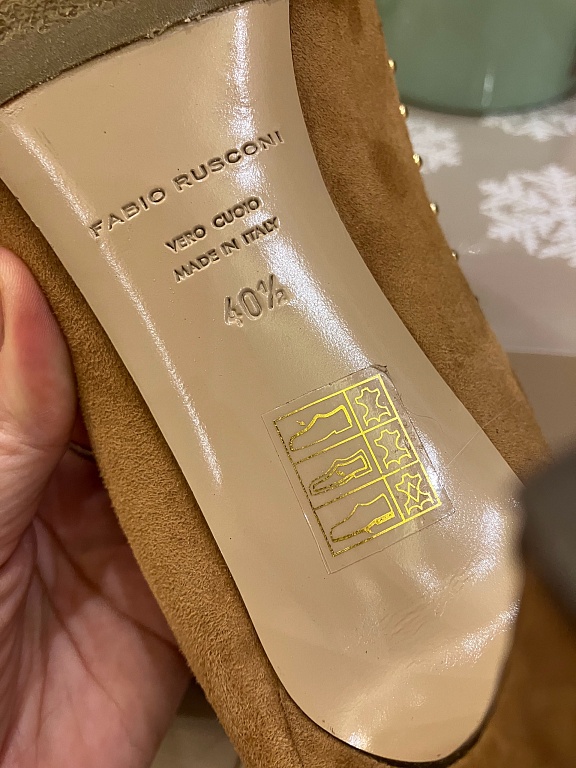 FABIO RUSCONI
VERO CUOIO
MADE IN ITALY
40½